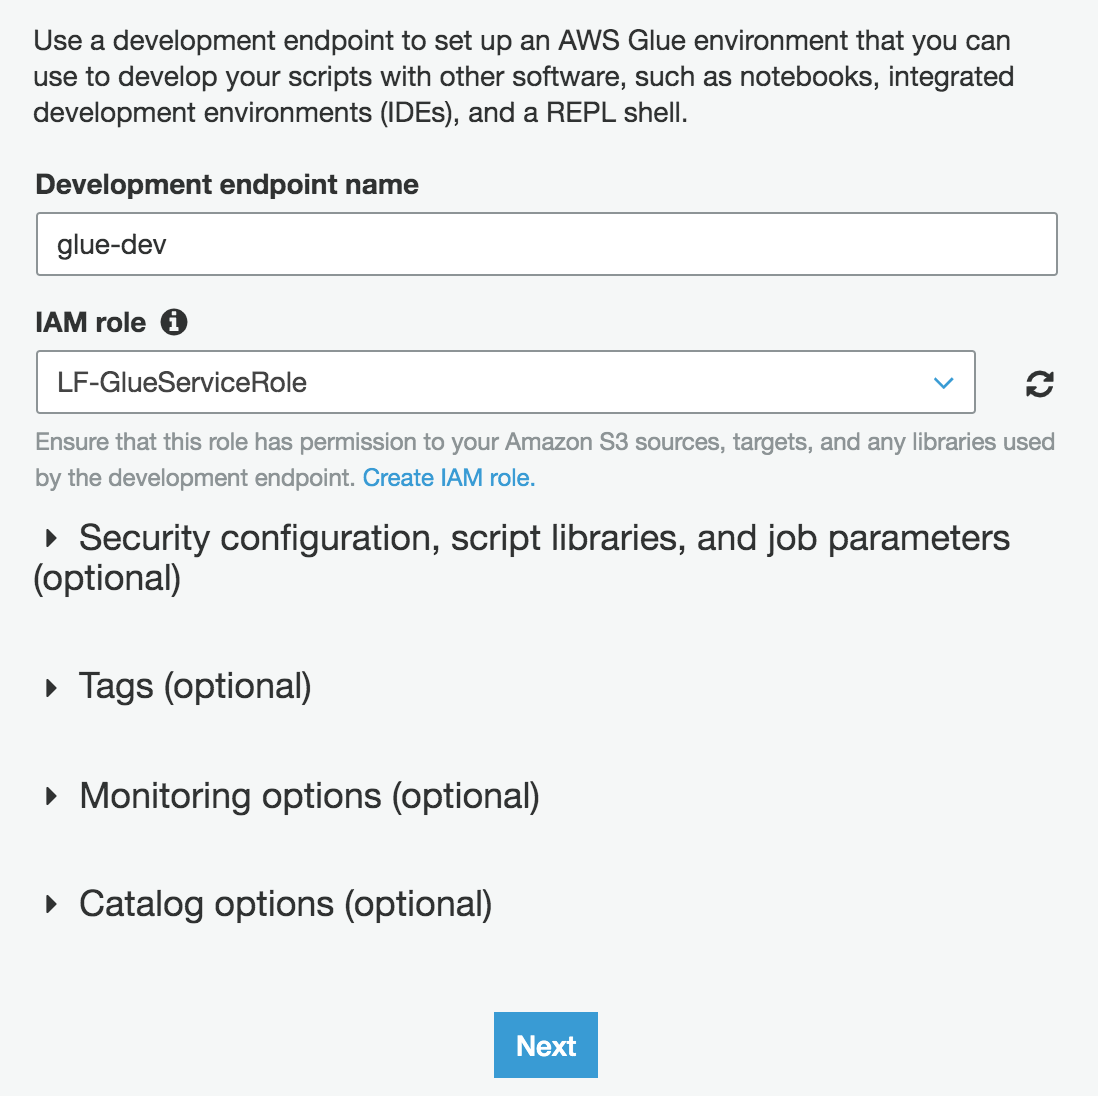 Use a development endpoint to set up an AWS Glue environment that you can
use to develop your scripts with other software, such as notebooks, integrated
development environments (IDEs), and a REPL shell.
Development endpoint name
glue-dev
IAM role
LF-GlueServiceRole
Ensure that this role has permission to your Amazon S3 sources, targets, and any libraries used
by the development endpoint. Create IAM role.
Security configuration, script libraries, and job parameters
(optional)
Tags (optional)
Monitoring options (optional)
Catalog options (optional)
Next